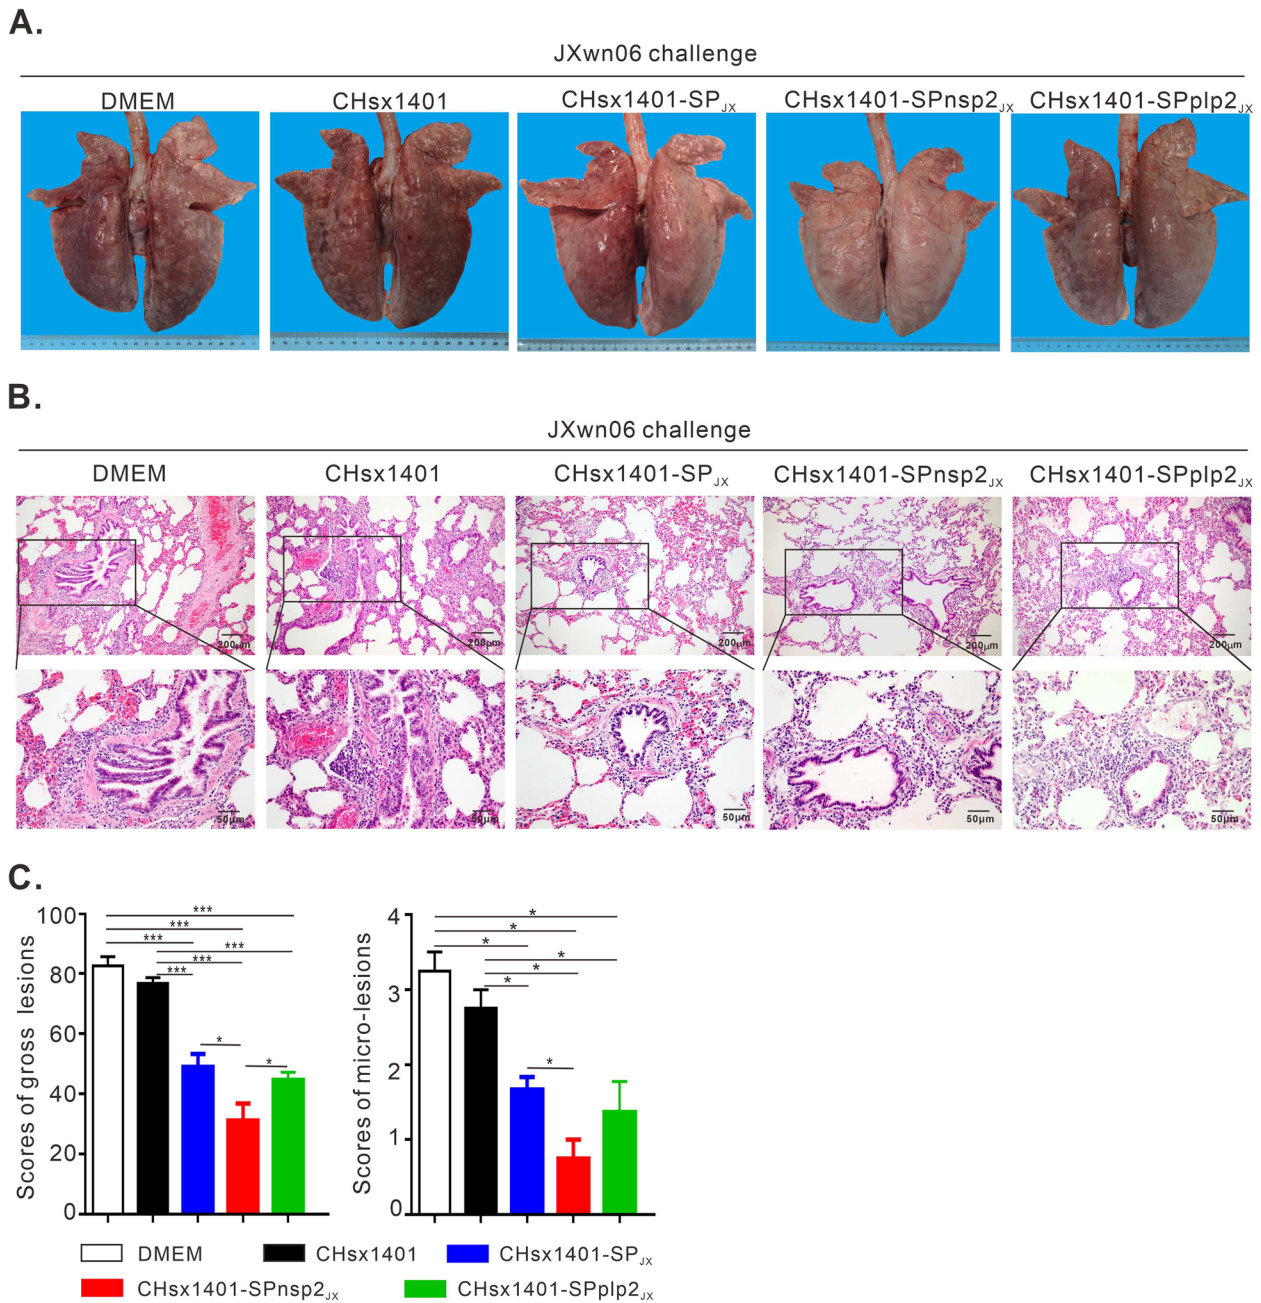 A.
JXwn06 challenge
DMEM CHsx1401 CHsx1401-SPJX CHsx1401-SPnsp2JX CHsx1401-SPplp2JX
B.
JXwn06 challenge
DMEM CHsx1401 CHsx1401-SPJX CHsx1401-SPnsp2JX CHsx1401-SPplp2JX
200μm 200μm 200μm 200μm 200μm
50μm 50μm 50μm 50μm 50μm
C.
Scores of gross lesions
100
80
60
40
20
0
*** *** *** *** *** *** * *
Scores of micro-lesions
4
3
2
1
0
* * * * * * *
DMEM CHsx1401 CHsx1401-SPJX
CHsx1401-SPnsp2JX CHsx1401-SPplp2JX